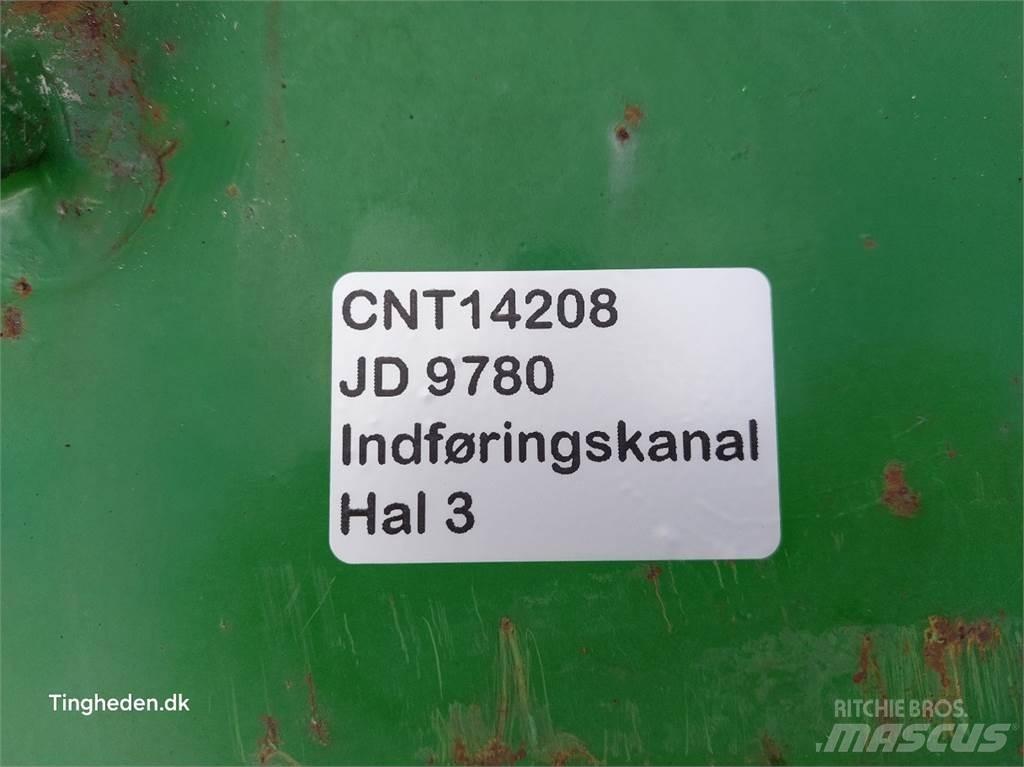 CNT14208
JD 9780
Indføringskanal
Hal 3
Tingheden.dk
RITCHIE BROS.
MASCUS